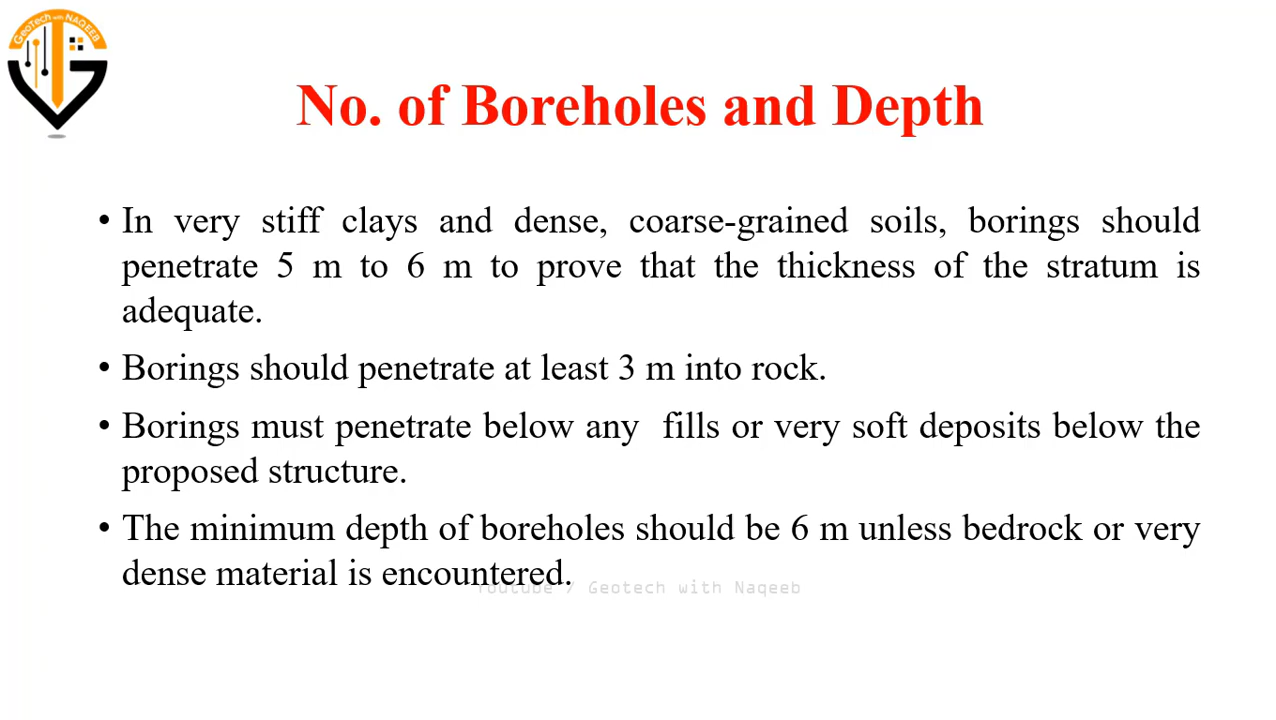 GeoTech with NAQEEB
No. of Boreholes and Depth
• In very stiff clays and dense, coarse-grained soils, borings should
penetrate 5 m to 6 m to prove that the thickness of the stratum is
adequate.
• Borings should penetrate at least 3 m into rock.
• Borings must penetrate below any fills or very soft deposits below the
proposed structure.
• The minimum depth of boreholes should be 6 m unless bedrock or very
dense material is encountered.
Youtube / Geotech with Naqeeb